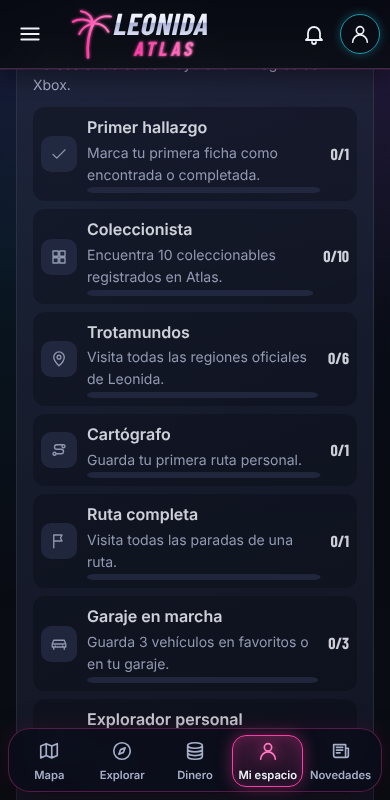 LEONIDA
ATLAS
Xbox.
Primer hallazgo
Marca tu primera ficha como
encontrada o completada.
0/1
Coleccionista
Encuentra 10 coleccionables
registrados en Atlas.
0/10
Trotamundos
Visita todas las regiones oficiales
de Leonida.
0/6
Cartógrafo
Guarda tu primera ruta personal.
0/1
Ruta completa
Visita todas las paradas de una
ruta.
0/1
Garaje en marcha
Guarda 3 vehículos en favoritos o
en tu garaje.
0/3
Explorador personal
Mapa
Explorar
Dinero
Mi espacio
Novedades